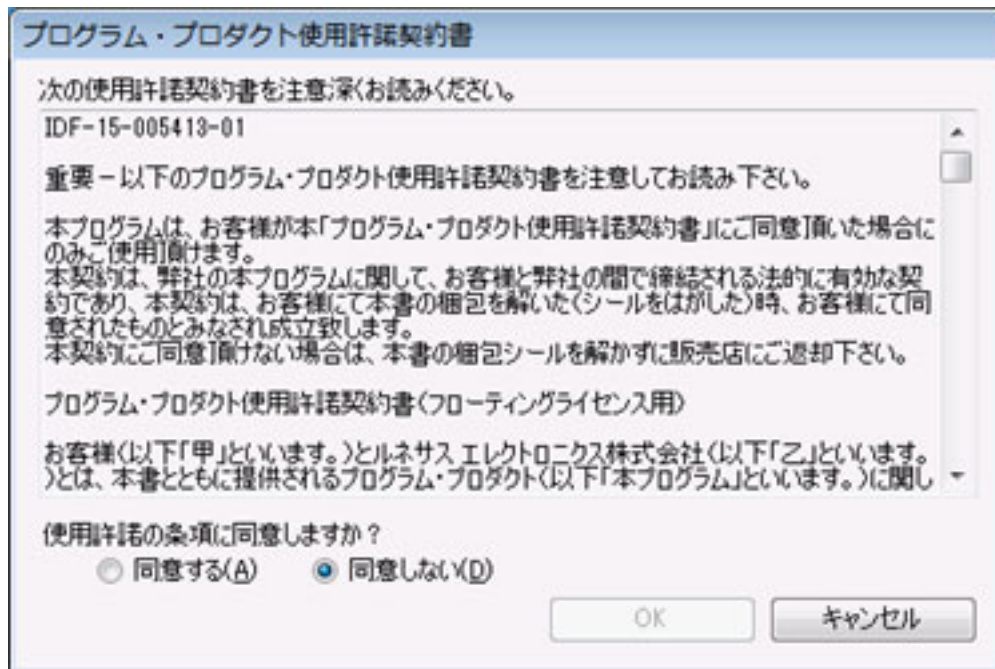 プログラム・プロダクト使用許諾契約書
次の使用許諾契約書を注意深くお読みください。
IDF-15-005413-01
重要－以下のプログラム・プロダクト使用許諾契約書を注意してお読み下さい。
本プログラムは、お客様が本「プログラム・プロダクト使用許諾契約書」にご同意頂いた場合に
のみご使用頂けます。
本契約は、弊社の本プログラムに関して、お客様と弊社の間で締結される法的に有効な契
約であり、本契約は、お客様にて本書の梱包を解いた(シールをはがした)時、お客様にて同
意されたものとみなされ成立致します。
本契約にご同意頂けない場合は、本書の梱包シールを解かずに販売店にご返却下さい。
プログラム・プロダクト使用許諾契約書(フローティングライセンス用)
お客様(以下「甲」といいます。)とルネサス エレクトロニクス株式会社(以下「乙」といいます。
)とは、本書とともに提供されるプログラム・プロダクト(以下「本プログラム」といいます。)に関し
使用許諾の条項に同意しますか？
同意する(A) 同意しない(D)
OK キャンセル